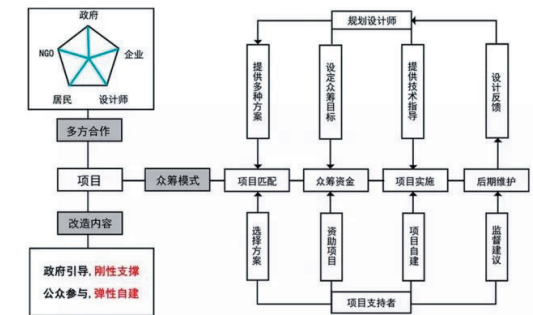 政府
NGO
企业
居民
设计师
多方合作
项目
众筹模式
改造内容
政府引导,刚性支撑
公众参与,弹性自建
规划设计师
提供多种方案
设定众筹目标
提供技术指导
设计反馈
项目匹配
众筹资金
项目实施
后期维护
选择方案
资助项目
项目自建
监督建议
项目支持者